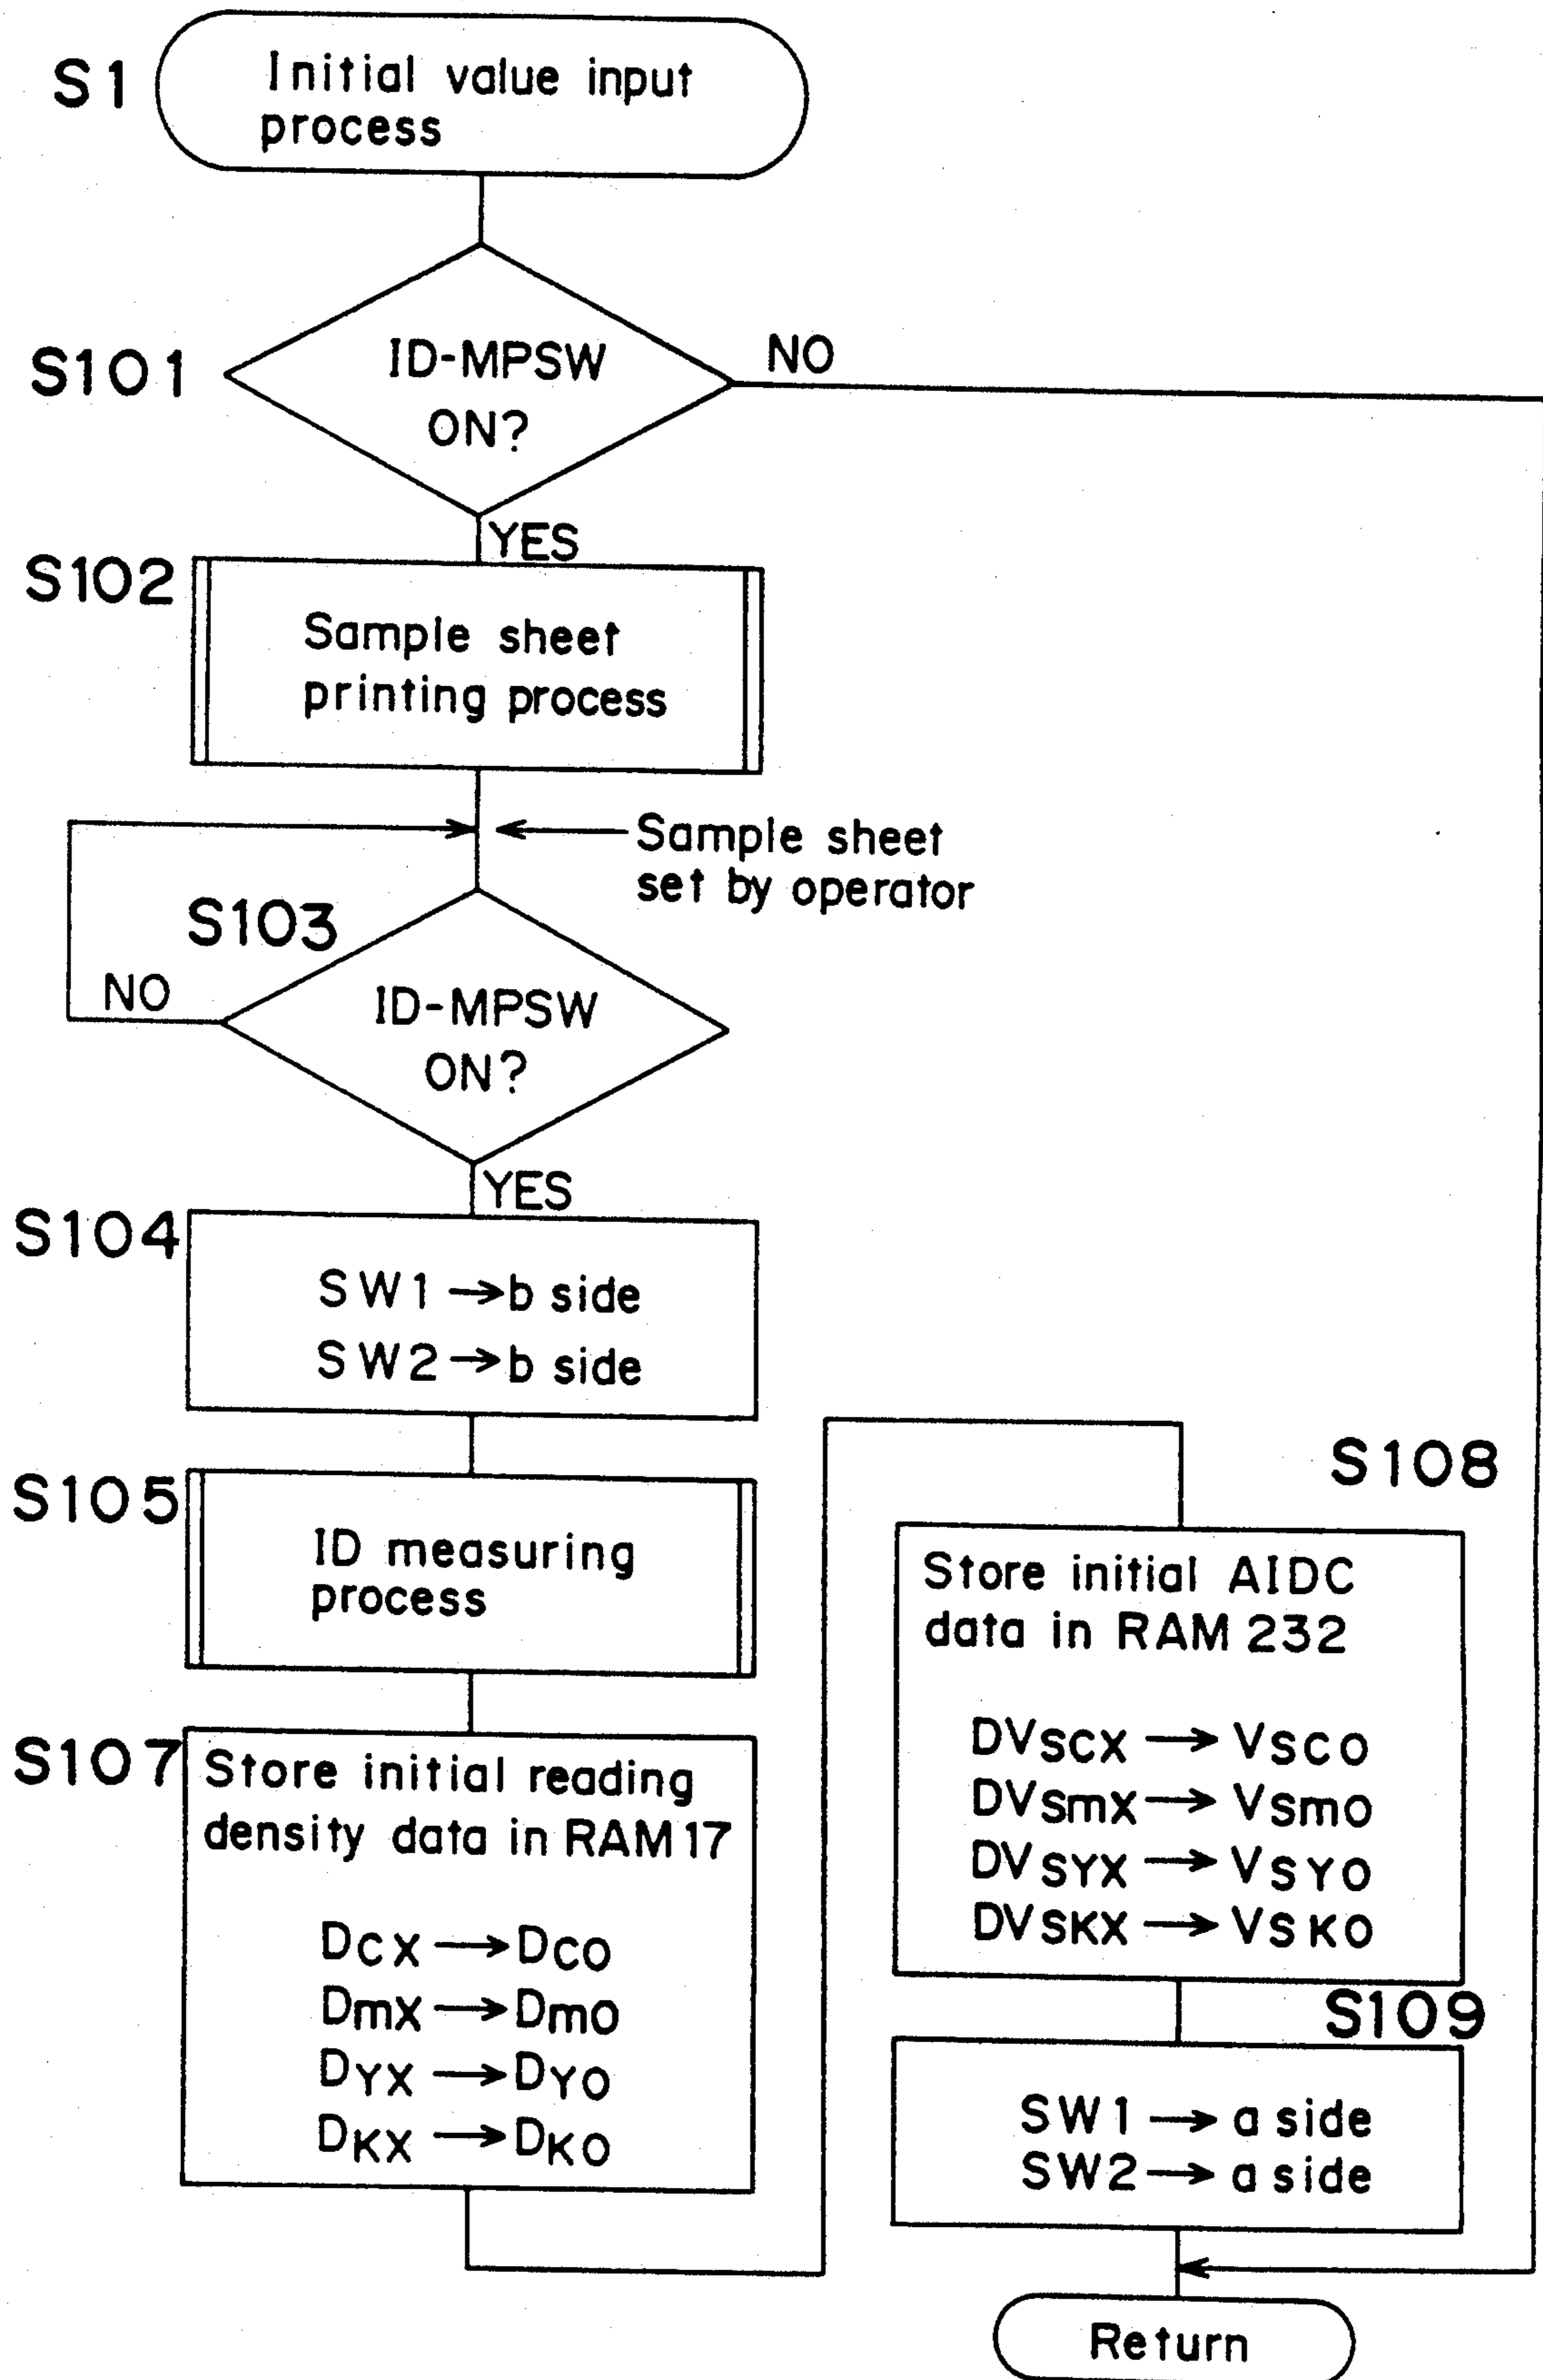 S1
Initial value input
process
S101
ID-MPSW
ON?
NO
YES
S102
Sample sheet
printing process
Sample sheet
set by operator
S103
NO
ID-MPSW
ON?
YES
S104
SW1→b side
SW2→b side
S105
ID measuring
process
S107
Store initial reading
density data in RAM17
DCX→DCO
DmX→DmO
DYX→DYO
DKX→DKO
S108
Store initial AIDC
data in RAM 232
DVSCX→VSCO
DVSmX→VSmO
DVSYX→VSYO
DVSKX→VSKO
S109
SW1→a side
SW2→a side
Return